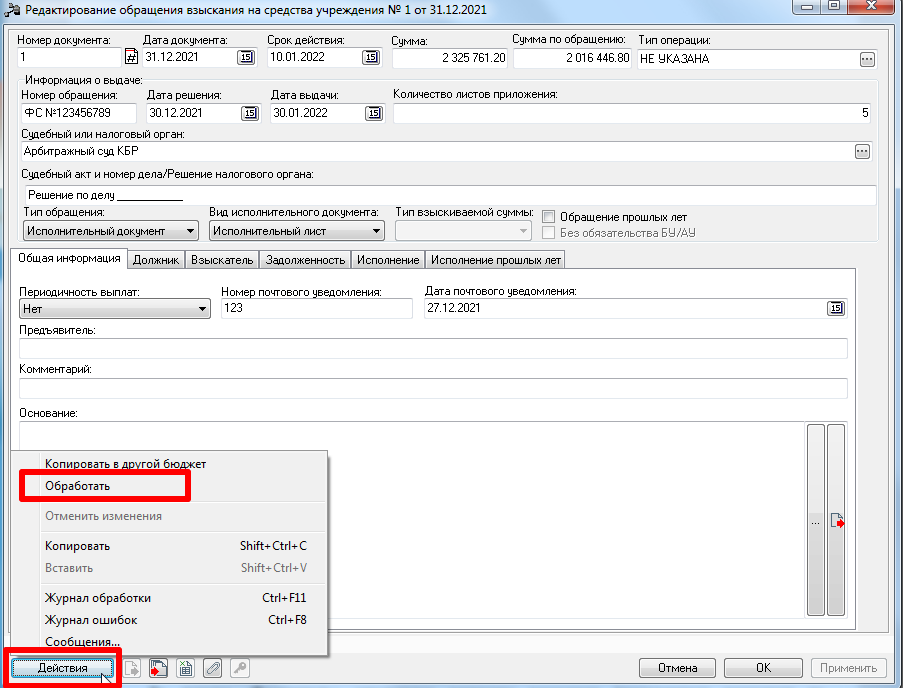 Редактирование обращения взыскания на средства учреждения № 1 от 31.12.2021
Номер документа: Дата документа: Срок действия: Сумма: Сумма по обращению: Тип операции:
1 31.12.2021 15 10.01.2022 15 2 325 761.20 2 016 446.80 НЕ УКАЗАНА ...
Информация о выдаче:
Номер обращения: Дата решения: Дата выдачи: Количество листов приложения:
ФС №123456789 30.12.2021 15 30.01.2022 15 5
Судебный или налоговый орган:
Арбитражный суд КБР ...
Судебный акт и номер дела/Решение налогового органа:
Решение по делу ___________
Тип обращения: Вид исполнительного документа: Тип взыскиваемой суммы: Обращение прошлых лет
Исполнительный документ Исполнительный лист Без обязательства БУ/АУ
Общая информация Должник Взыскатель Задолженность Исполнение Исполнение прошлых лет
Периодичность выплат: Номер почтового уведомления: Дата почтового уведомления:
Нет 123 27.12.2021 15
Предъявитель:
Комментарий:
Основание:
Копировать в другой бюджет
Обработать
Отменить изменения
...
Копировать Shift+Ctrl+C
Вставить Shift+Ctrl+V
Журнал обработки Ctrl+F11
Журнал ошибок Ctrl+F8
Сообщения...
Действия Отмена OK Применить